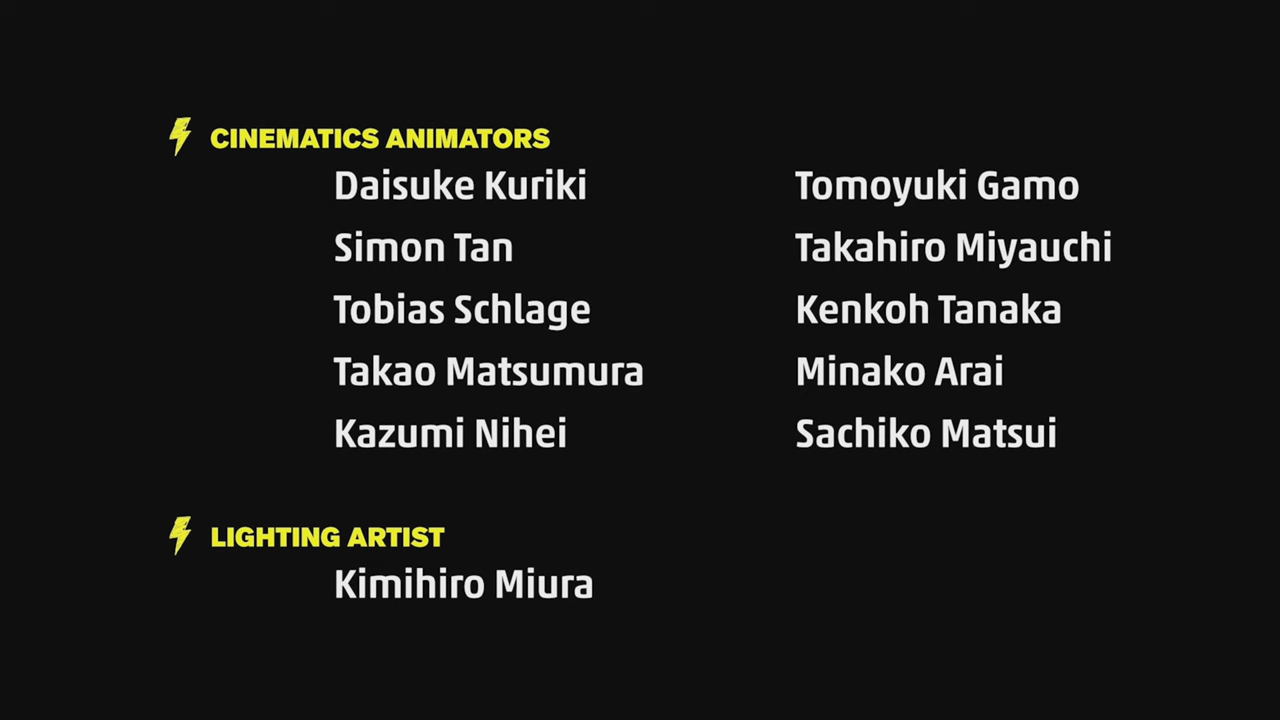 CINEMATICS ANIMATORS
Daisuke Kuriki Tomoyuki Gamo
Simon Tan Takahiro Miyauchi
Tobias Schlage Kenkoh Tanaka
Takao Matsumura Minako Arai
Kazumi Nihei Sachiko Matsui
LIGHTING ARTIST
Kimihiro Miura